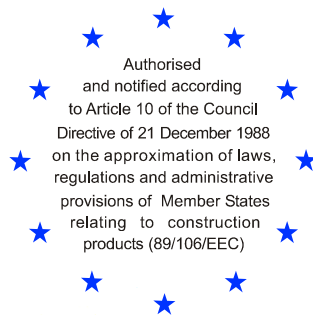 Authorised
and notified according
to Article 10 of the Council
Directive of 21 December 1988
on the approximation of laws,
regulations and administrative
provisions of Member States
relating to construction
products (89/106/EEC)